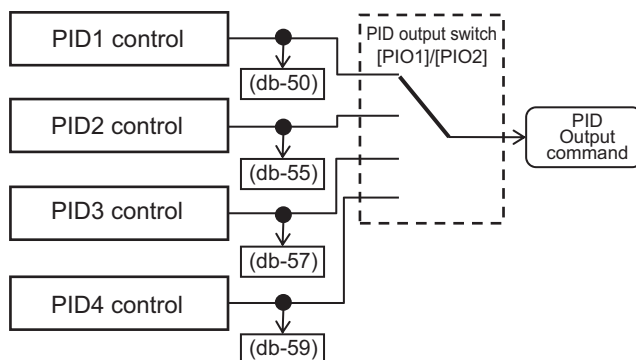 PID1 control
(db-50)
PID2 control
(db-55)
PID3 control
(db-57)
PID4 control
(db-59)
PID output switch
[PIO1]/[PIO2]
PID
Output
command